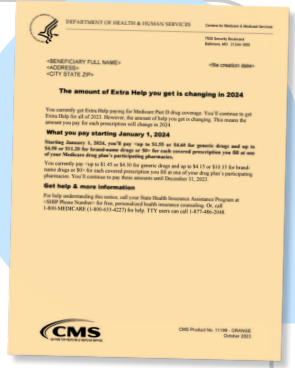 DEPARTMENT OF HEALTH & HUMAN SERVICES
Centers for Medicare & Medicaid Services
7500 Security Boulevard
Baltimore, MD 21244-1850
<BENEFICIARY FULL NAME>
<ADDRESS>
<CITY STATE ZIP>
<file creation date>
The amount of Extra Help you get is changing in 2024
You currently get Extra Help paying for Medicare Part D drug coverage. You'll continue to get
Extra Help for all of 2023. However, the amount of help you get is changing. This means the
amount you pay for each prescription will change in 2024.
What you pay starting January 1, 2024
Starting January 1, 2024, you'll pay <up to $1.55 or $4.60 for generic drugs and up to
$4.50 or $11.20 for brand-name drugs or $0> for each covered prescription you fill at one
of your Medicare drug plan's participating pharmacies.
You currently pay <up to $1.45 or $4.30 for generic drugs and up to $4.15 or $10.35 for brand-
name drugs or $0> for each covered prescription you fill at one of your drug plan's participating
pharmacies. You'll continue to pay these amounts until December 31, 2023.
Get help & more information
For help understanding this notice, call your State Health Insurance Assistance Program at
<SHIP Phone Number> for free, personalized health insurance counseling. Or, call
1-800-MEDICARE (1-800-633-4227) for help. TTY users can call 1-877-486-2048.
CMS
CENTERS FOR MEDICARE & MEDICAID SERVICES
CMS Product No. 11199 - ORANGE
October 2023